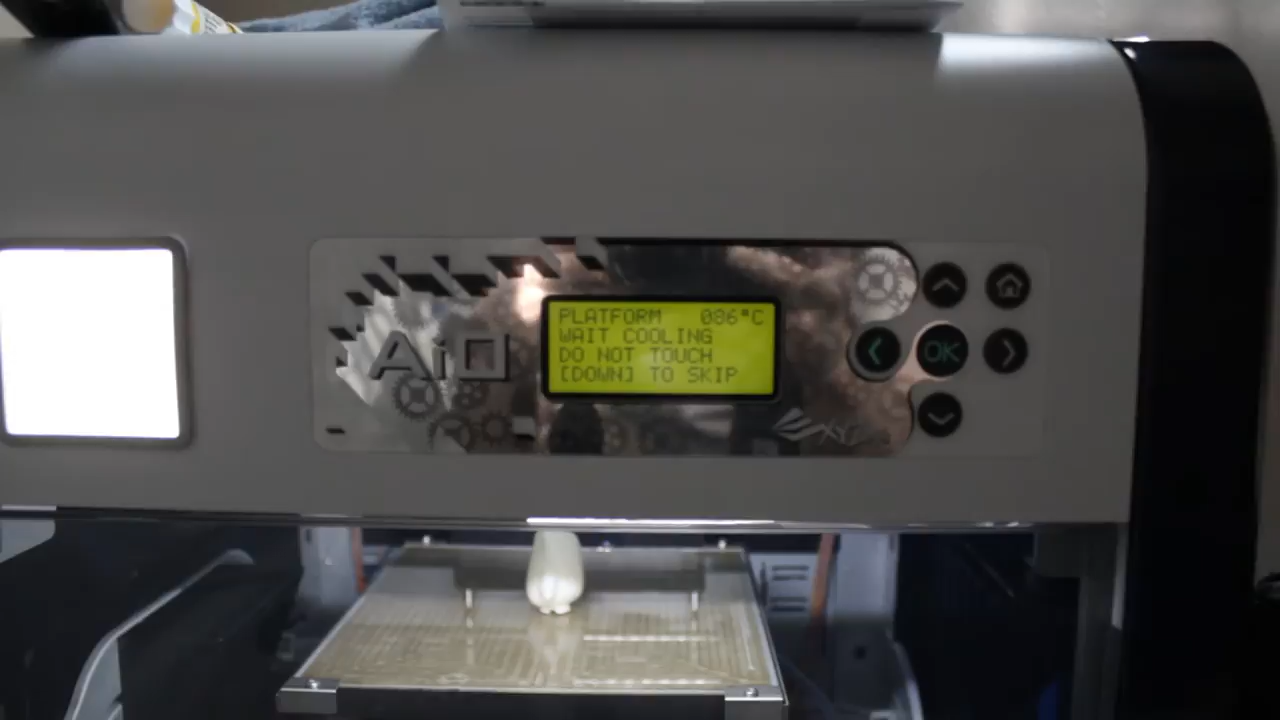 PLATFORM 086°C
WAIT COOLING
DO NOT TOUCH
[DOWN] TO SKIP
AiO
OK